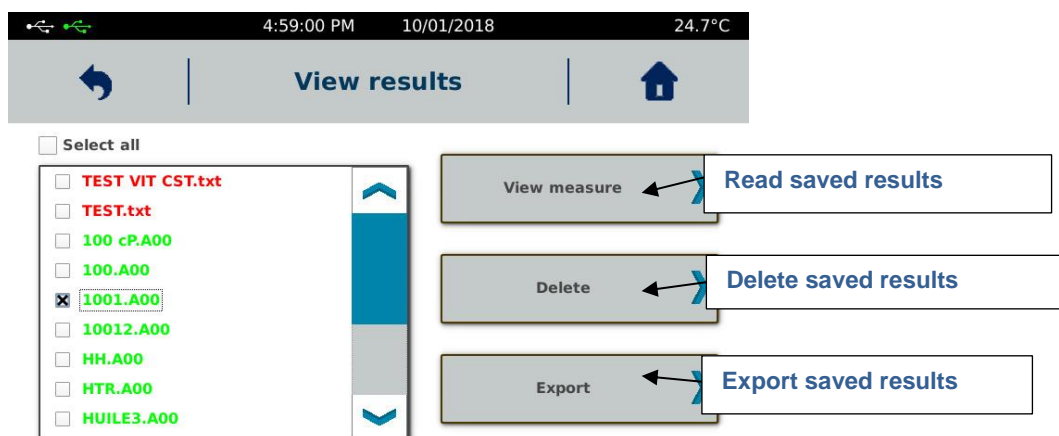 4:59:00 PM 10/01/2018 24.7°C
View results
Select all
TEST VIT CST.txt
TEST.txt
100 cP.A00
100.A00
1001.A00
10012.A00
HH.A00
HTR.A00
HUILE3.A00
View measure
Read saved results
Delete
Delete saved results
Export
Export saved results